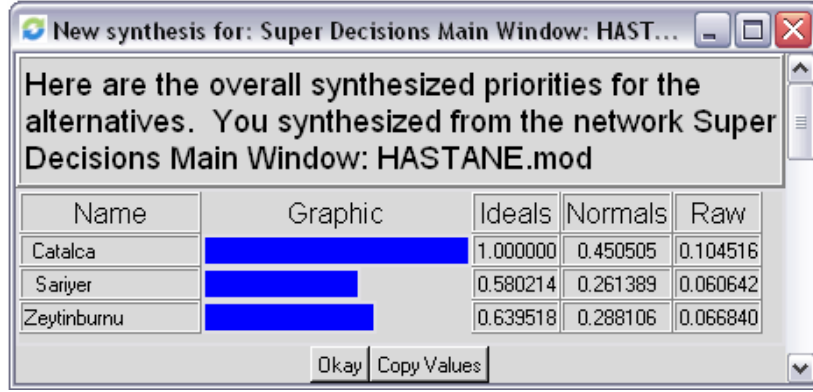 New synthesis for: Super Decisions Main Window: HAST...
Here are the overall synthesized priorities for the
alternatives. You synthesized from the network Super
Decisions Main Window: HASTANE.mod
Name Graphic Ideals Normals Raw
Catalca 1.000000 0.450505 0.104516
Sariyer 0.580214 0.261389 0.060642
Zeytinburnu 0.639518 0.288106 0.066840
Okay Copy Values